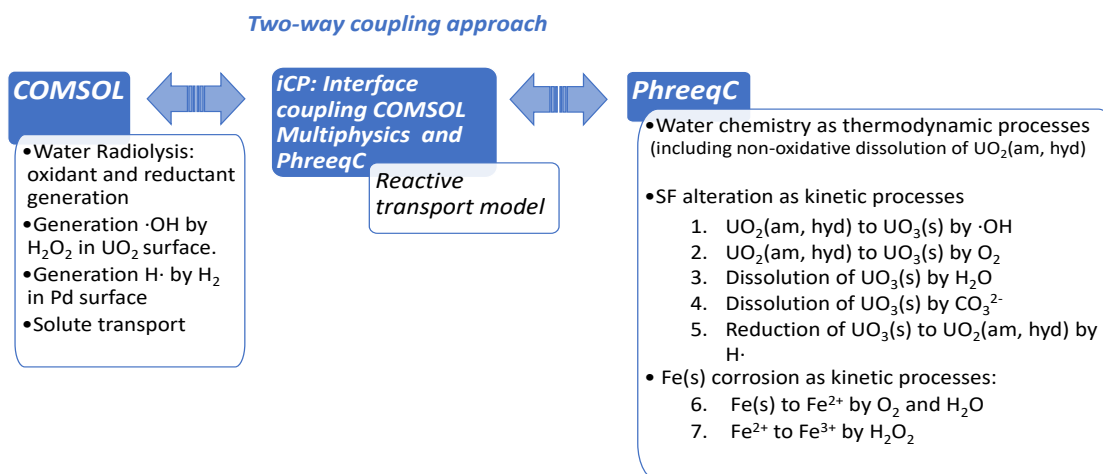 Two-way coupling approach
COMSOL
•Water Radiolysis:
oxidant and reductant
generation
•Generation ·OH by
H₂O₂ in UO₂ surface.
•Generation H· by H₂
in Pd surface
•Solute transport
iCP: Interface
coupling COMSOL
Multiphysics and
PhreeqC
Reactive
transport model
PhreeqC
•Water chemistry as thermodynamic processes
(including non-oxidative dissolution of UO₂(am, hyd)
•SF alteration as kinetic processes
1. UO₂(am, hyd) to UO₃(s) by ·OH
2. UO₂(am, hyd) to UO₃(s) by O₂
3. Dissolution of UO₃(s) by H₂O
4. Dissolution of UO₃(s) by CO₃²⁻
5. Reduction of UO₃(s) to UO₂(am, hyd) by
H·
• Fe(s) corrosion as kinetic processes:
6. Fe(s) to Fe²⁺ by O₂ and H₂O
7. Fe²⁺ to Fe³⁺ by H₂O₂